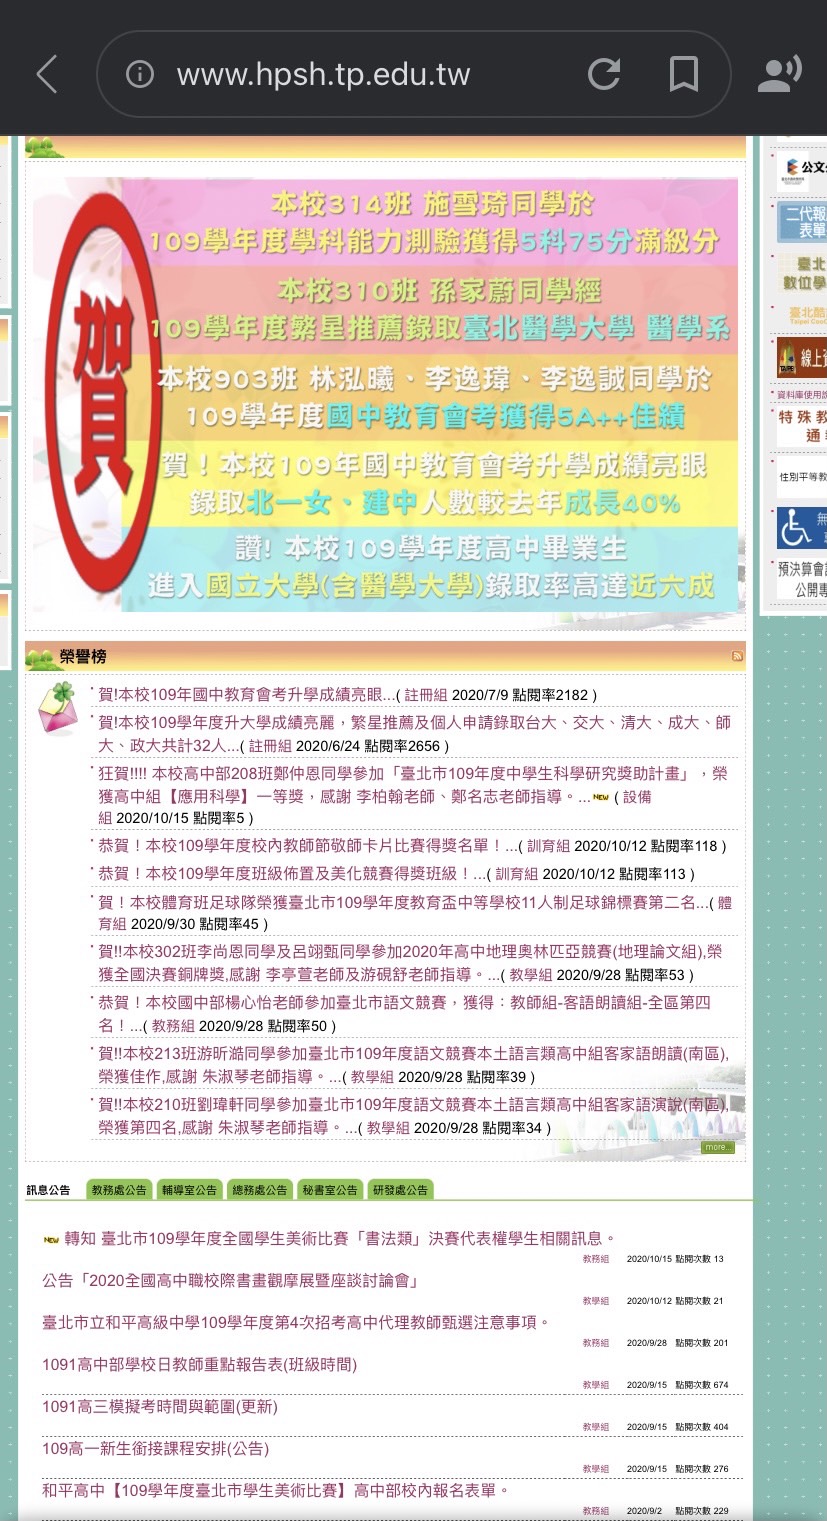 www.hpsh.tp.edu.tw
賀
本校314班 施雪琦同學於
109學年度學科能力測驗獲得5科75分滿級分
本校310班 孫家蔚同學經
109學年度繁星推薦錄取臺北醫學大學 醫學系
本校903班 林泓曦、李逸瑋、李逸誠同學於
109學年度國中教育會考獲得5A++佳績
賀！本校109年國中教育會考升學成績亮眼
錄取北一女、建中人數較去年成長40%
讚! 本校109學年度高中畢業生
進入國立大學(含醫學大學)錄取率高達近六成
公文
二代報
表單
臺北
數位學
臺北酷
Taipei Coo
線上資
資料庫使用說
特 殊 教
通
性別平等教
無
預決算會計
公開專
榮譽榜
賀!本校109年國中教育會考升學成績亮眼...( 註冊組 2020/7/9 點閱率2182 )
賀!本校109學年度升大學成績亮麗，繁星推薦及個人申請錄取台大、交大、清大、成大、師
大、政大共計32人...( 註冊組 2020/6/24 點閱率2656 )
狂賀!!!! 本校高中部208班鄭仲恩同學參加「臺北市109年度中學生科學研究獎助計畫」，榮
獲高中組【應用科學】一等獎，感謝 李柏翰老師、鄭名志老師指導。...NEW ( 設備
組 2020/10/15 點閱率5 )
恭賀！本校109學年度校內教師節敬師卡片比賽得獎名單！...( 訓育組 2020/10/12 點閱率118 )
恭賀！本校109學年度班級佈置及美化競賽得獎班級！...( 訓育組 2020/10/12 點閱率113 )
賀！本校體育班足球隊榮獲臺北市109學年度教育盃中等學校11人制足球錦標賽第二名...( 體
育組 2020/9/30 點閱率45 )
賀!!本校302班李尚恩同學及呂翊甄同學參加2020年高中地理奧林匹亞競賽(地理論文組),榮
獲全國決賽銅牌獎,感謝 李亭萱老師及游硯舒老師指導。...( 教學組 2020/9/28 點閱率53 )
恭賀！本校國中部楊心怡老師參加臺北市語文競賽，獲得：教師組-客語朗讀組-全區第四
名！...( 教務組 2020/9/28 點閱率50 )
賀!!本校213班游昕澔同學參加臺北市109年度語文競賽本土語言類高中組客家語朗讀(南區),
榮獲佳作,感謝 朱淑琴老師指導。...( 教學組 2020/9/28 點閱率39 )
賀!!本校210班劉瑋軒同學參加臺北市109年度語文競賽本土語言類高中組客家語演說(南區),
榮獲第四名,感謝 朱淑琴老師指導。...( 教學組 2020/9/28 點閱率34 )
more...
訊息公告 教務處公告 輔導室公告 總務處公告 秘書室公告 研發處公告
NEW 轉知 臺北市109學年度全國學生美術比賽「書法類」決賽代表權學生相關訊息。
教務組 2020/10/15 點閱次數 13
公告「2020全國高中職校際書畫觀摩展暨座談討論會」
教學組 2020/10/12 點閱次數 21
臺北市立和平高級中學109學年度第4次招考高中代理教師甄選注意事項。
教務組 2020/9/28 點閱次數 201
1091高中部學校日教師重點報告表(班級時間)
教學組 2020/9/15 點閱次數 674
1091高三模擬考時間與範圍(更新)
教學組 2020/9/15 點閱次數 404
109高一新生銜接課程安排(公告)
教學組 2020/9/15 點閱次數 276
和平高中【109學年度臺北市學生美術比賽】高中部校內報名表單。
教務組 2020/9/2 點閱次數 229